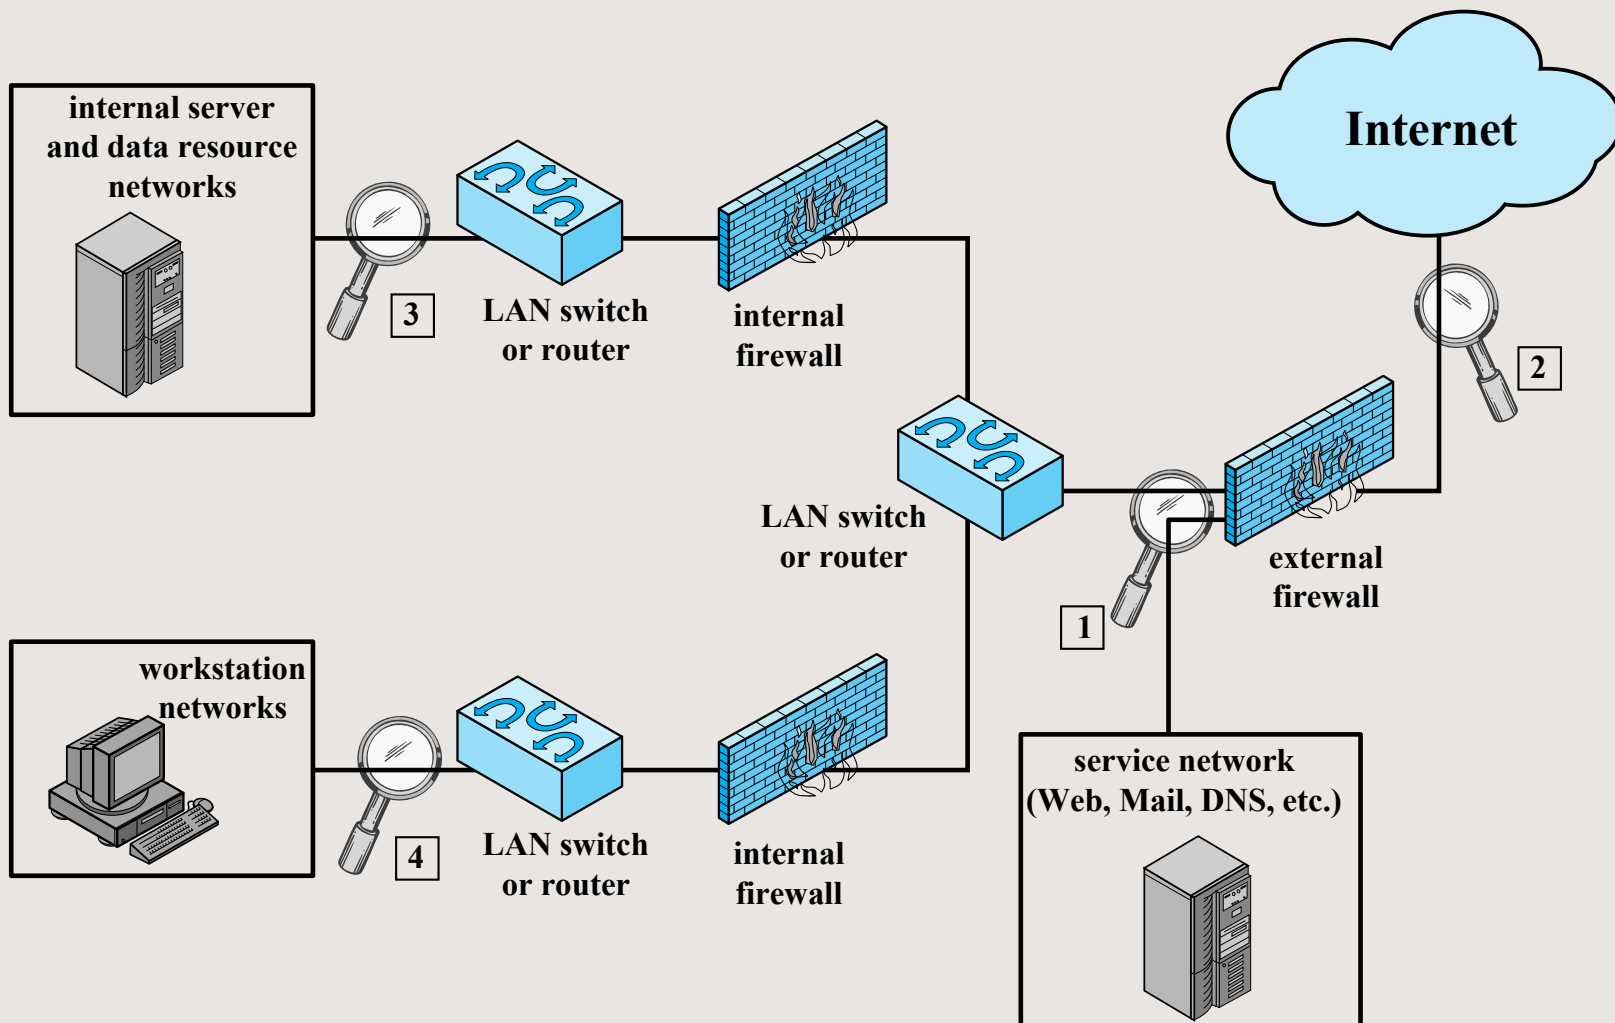 internal server
and data resource
networks
3
LAN switch
or router
internal
firewall
Internet
2
LAN switch
or router
1
external
firewall
workstation
networks
4
LAN switch
or router
internal
firewall
service network
(Web, Mail, DNS, etc.)